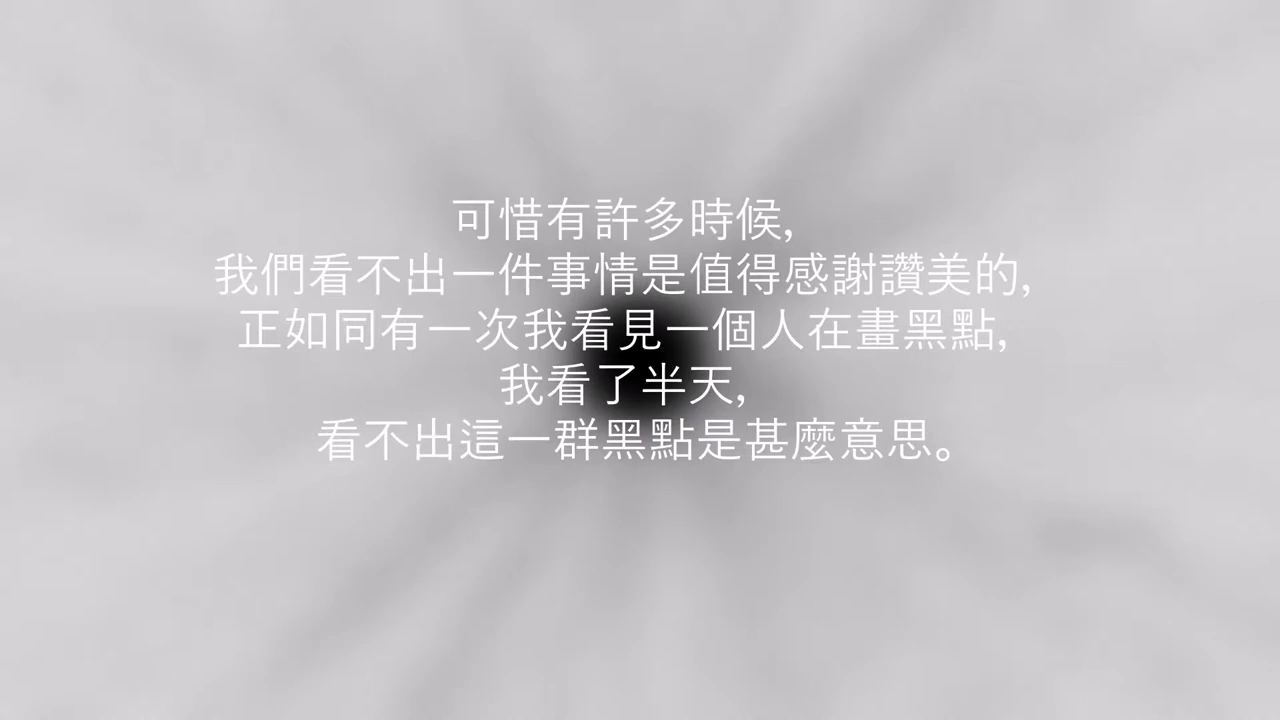 可惜有許多時候,
我們看不出一件事情是值得感謝讚美的,
正如同有一次我看見一個人在畫黑點,
我看了半天,
看不出這一群黑點是甚麼意思。